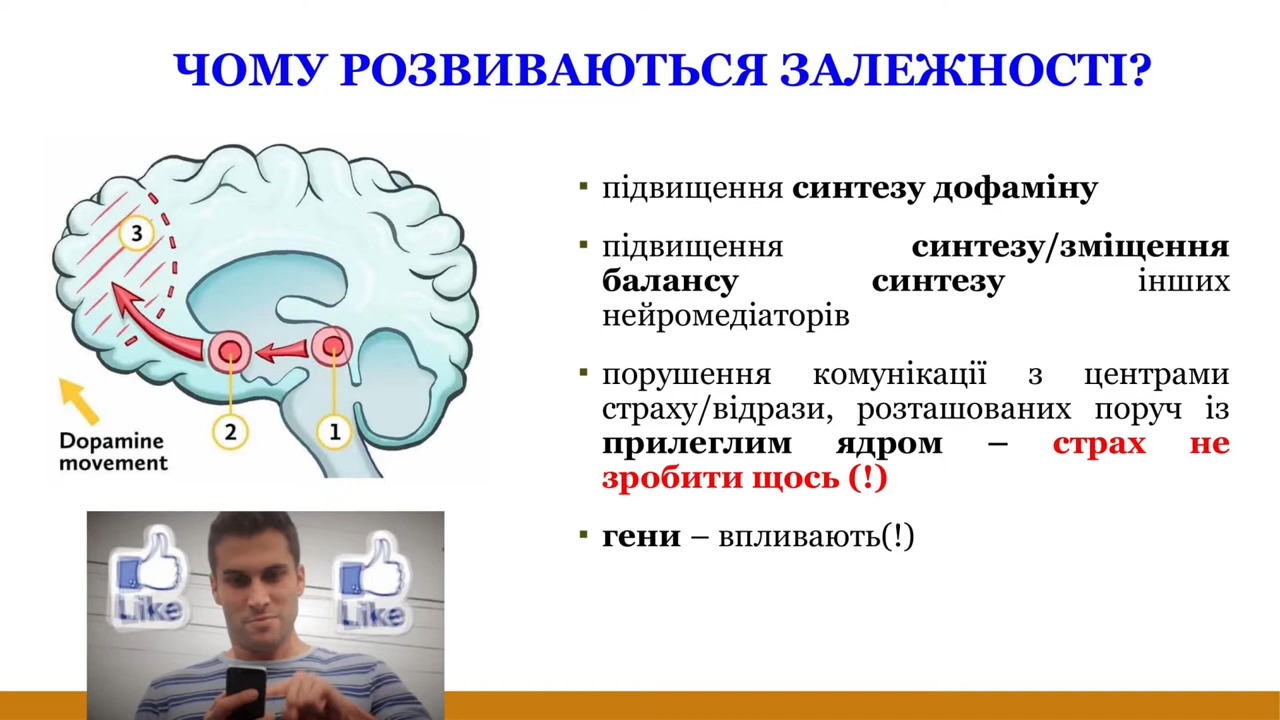 ЧОМУ РОЗВИВАЮТЬСЯ ЗАЛЕЖНОСТІ?
3
2
1
Dopamine
movement
Like
Like
▪ підвищення синтезу дофаміну
▪ підвищення синтезу/зміщення
балансу синтезу інших
нейромедіаторів
▪ порушення комунікації з центрами
страху/відрази, розташованих поруч із
прилеглим ядром – страх не
зробити щось (!)
▪ гени – впливають(!)